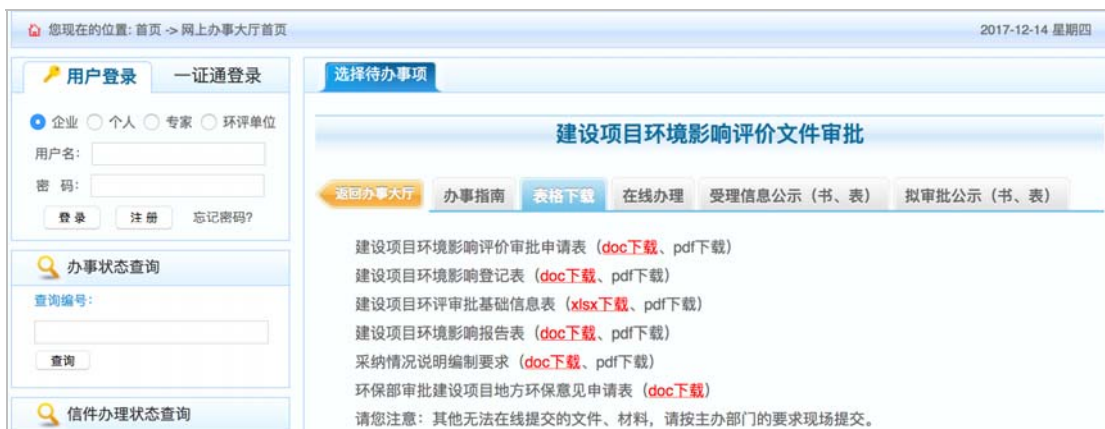 您现在的位置: 首页 -> 网上办事大厅首页
2017-12-14 星期四
用户登录
一证通登录
企业 个人 专家 环评单位
用户名:
密 码:
登 录 注 册 忘记密码?
办事状态查询
查询编号:
查询
信件办理状态查询
选择待办事项
建设项目环境影响评价文件审批
返回办事大厅 办事指南 表格下载 在线办理 受理信息公示（书、表） 拟审批公示（书、表）
建设项目环境影响评价审批申请表（doc下载、pdf下载）
建设项目环境影响登记表（doc下载、pdf下载）
建设项目环评审批基础信息表（xlsx下载、pdf下载）
建设项目环境影响报告表（doc下载、pdf下载）
采纳情况说明编制要求（doc下载、pdf下载）
环保部审批建设项目地方环保意见申请表（doc下载）
请您注意：其他无法在线提交的文件、材料，请按主办部门的要求现场提交。